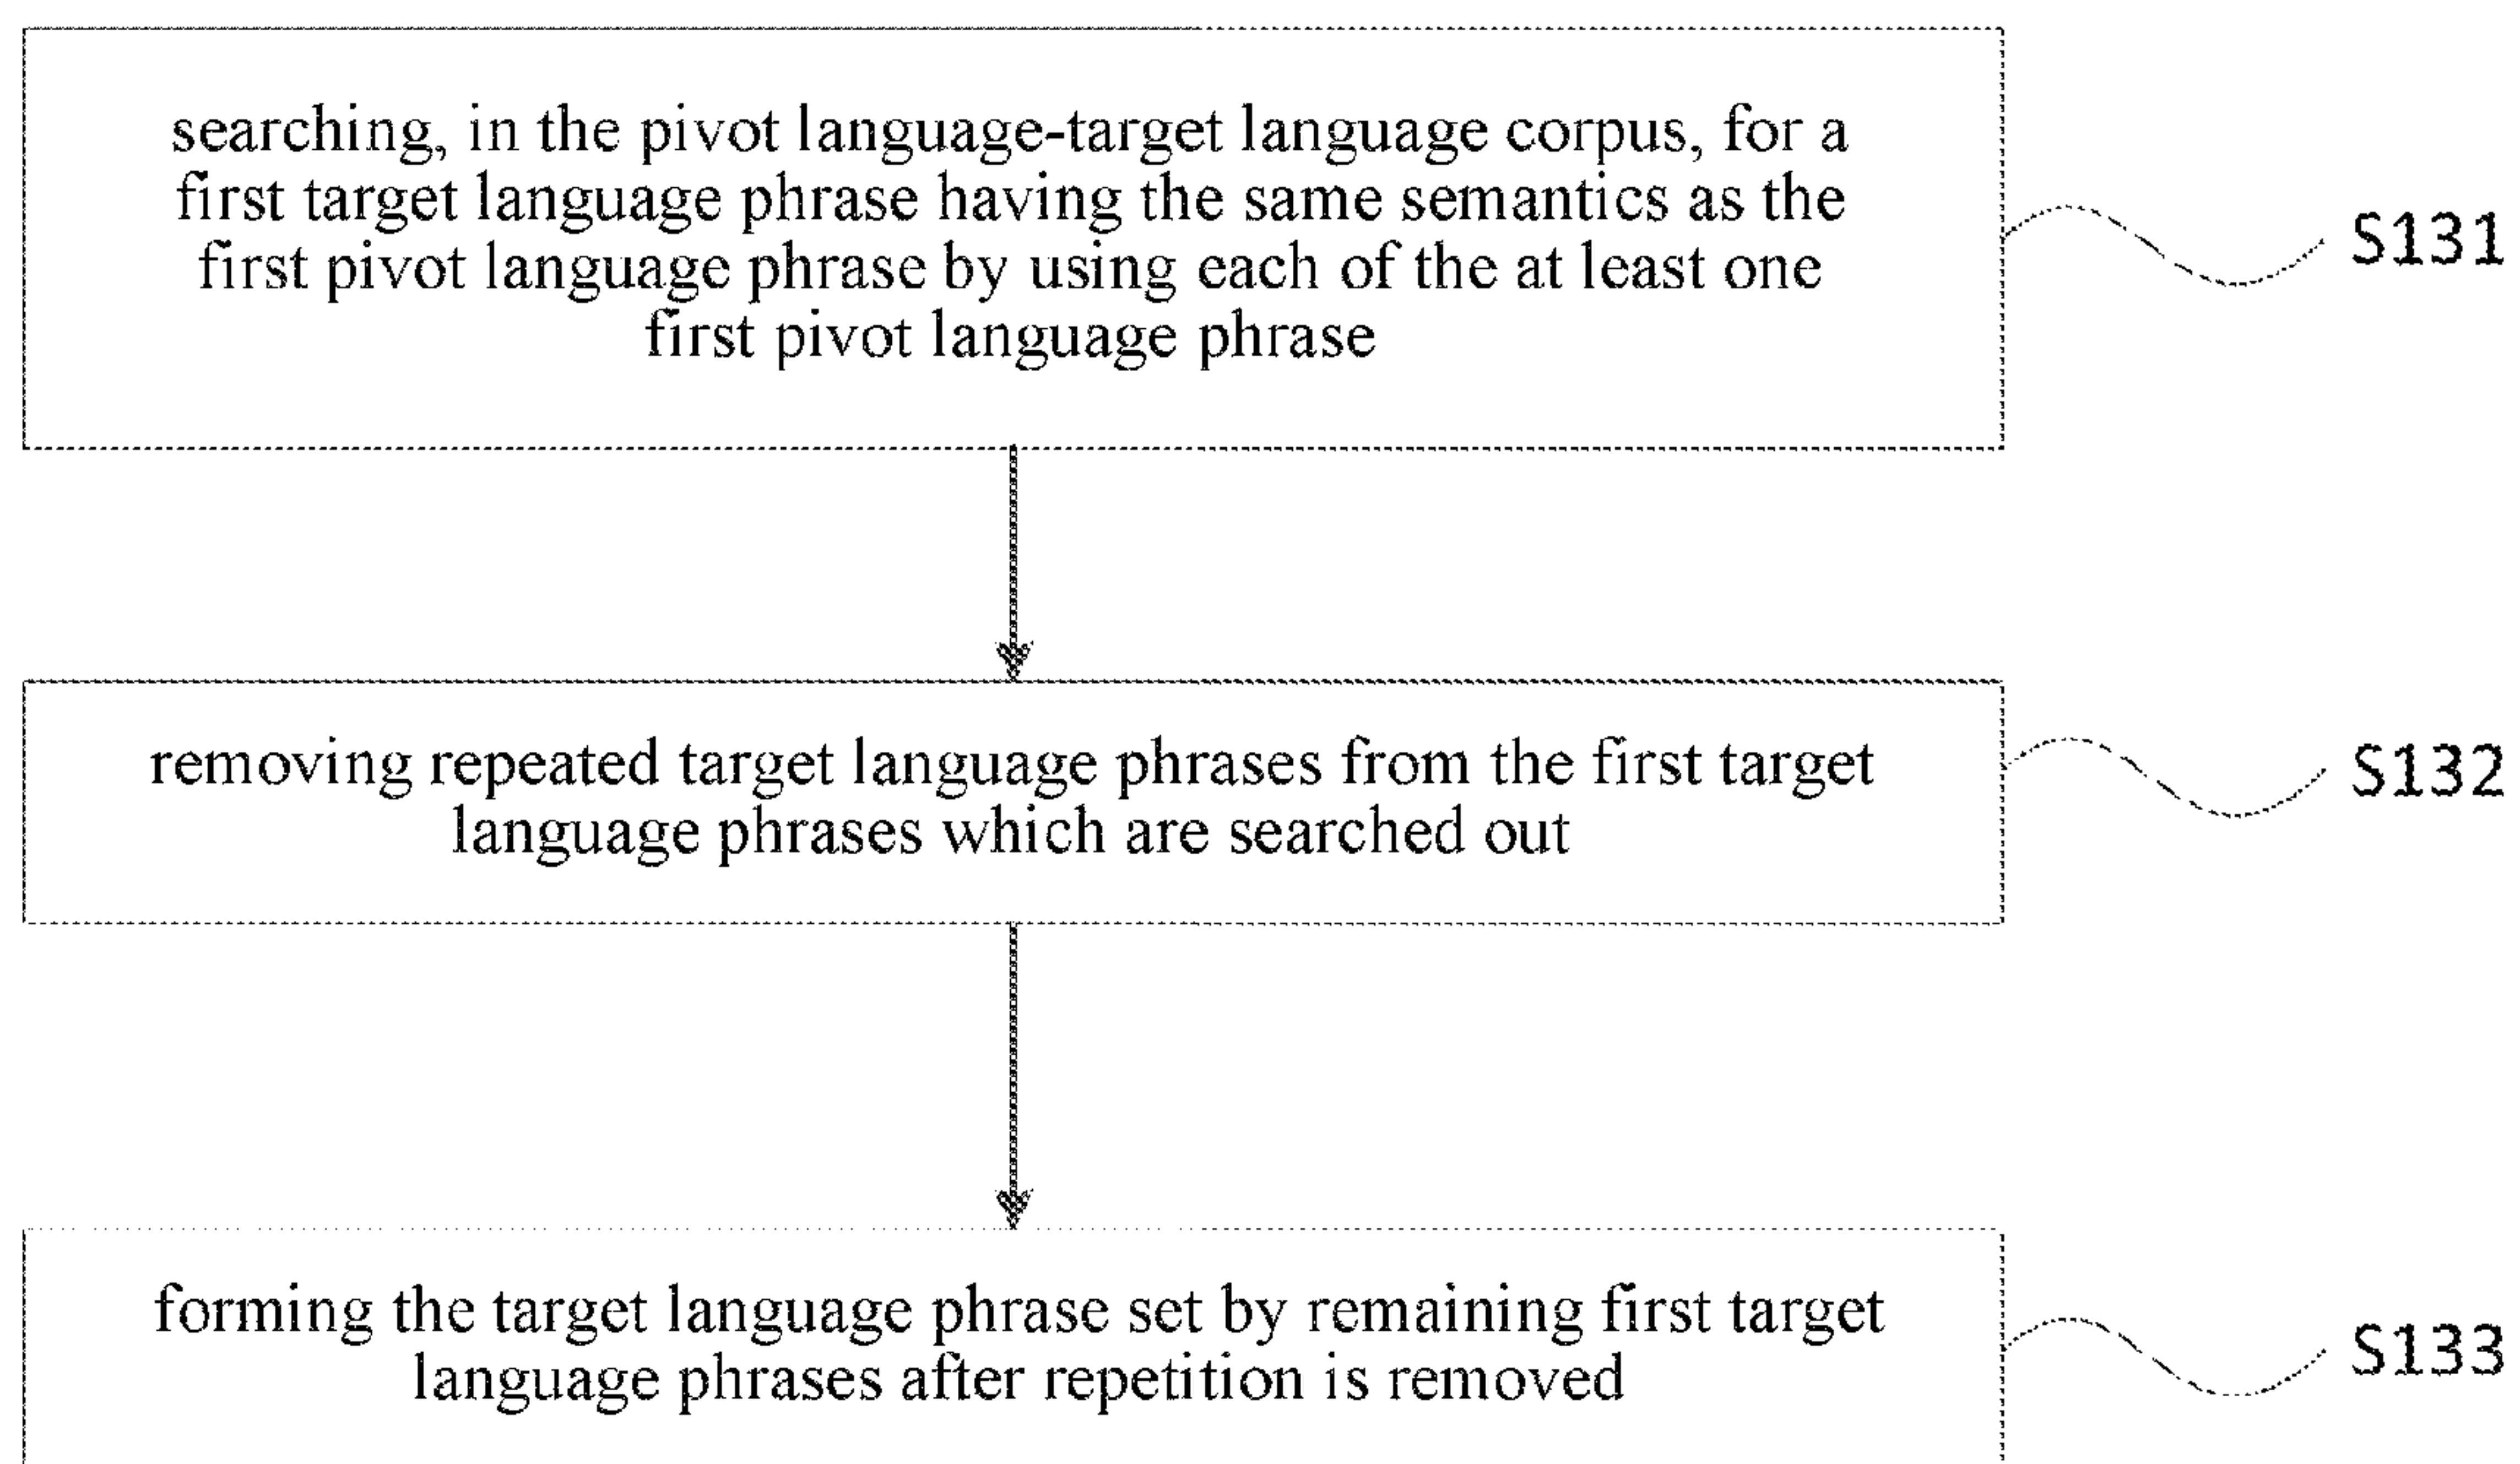 searching, in the pivot language-target language corpus, for a
first target language phrase having the same semantics as the
first pivot language phrase by using each of the at least one
first pivot language phrase
S131
removing repeated target language phrases from the first target
language phrases which are searched out
S132
forming the target language phrase set by remaining first target
language phrases after repetition is removed
S133